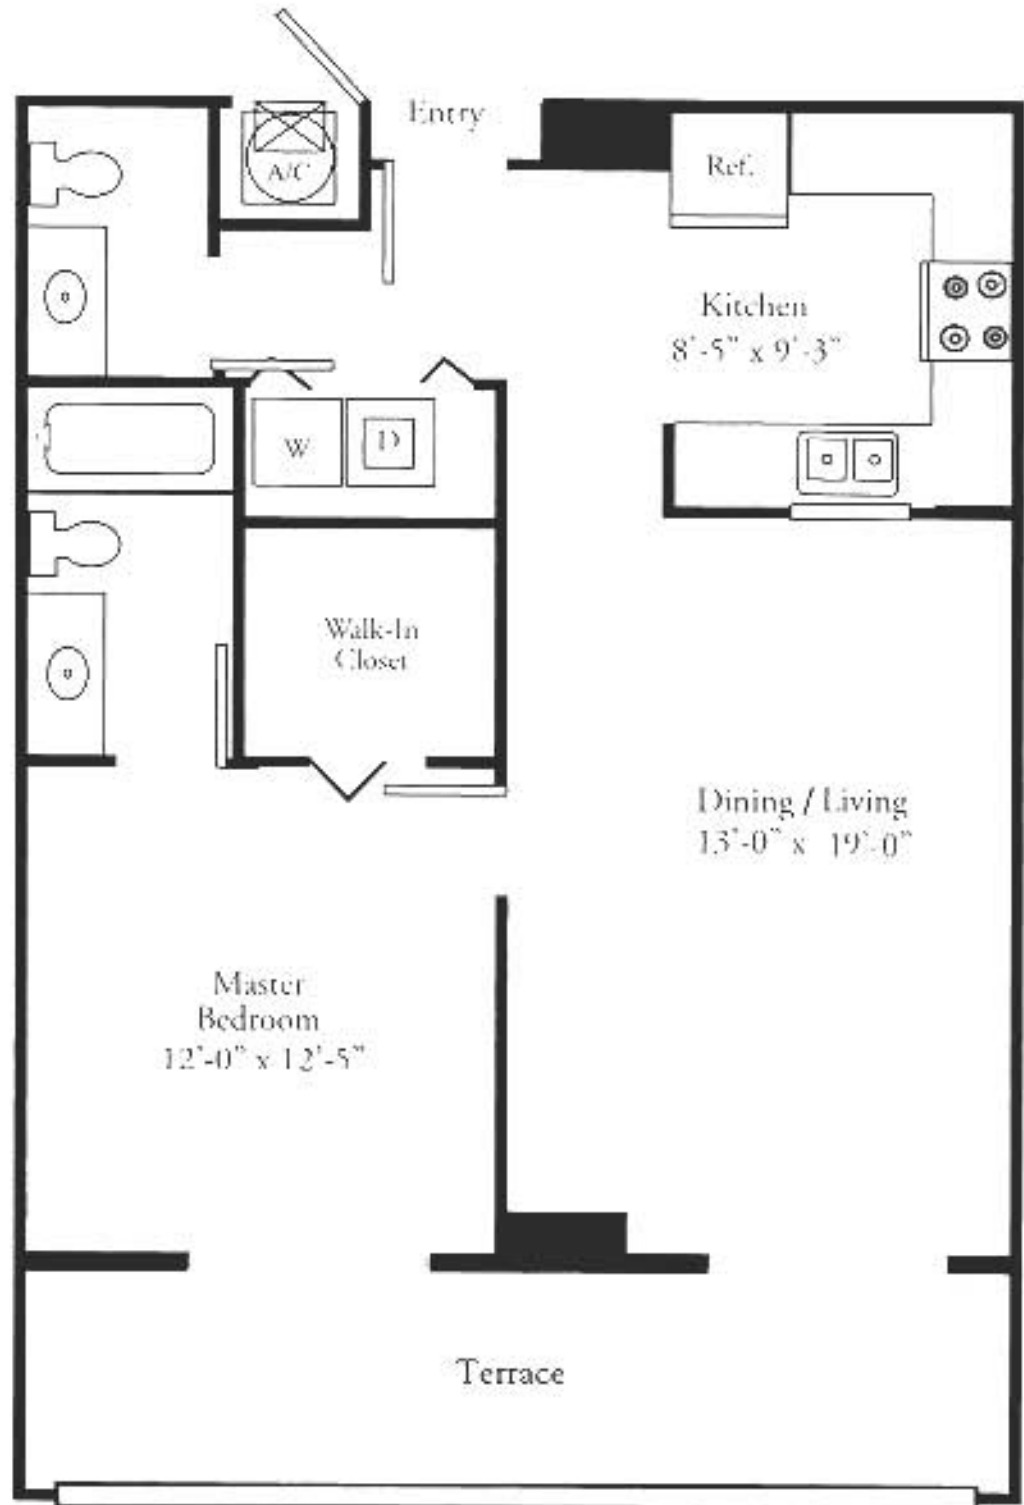 Entry
A/C
Ref.
Kitchen
8'-5" x 9'-3"
W
D
Walk-In
Closet
Dining / Living
13'-0" x 19'-0"
Master
Bedroom
12'-0" x 12'-5"
Terrace